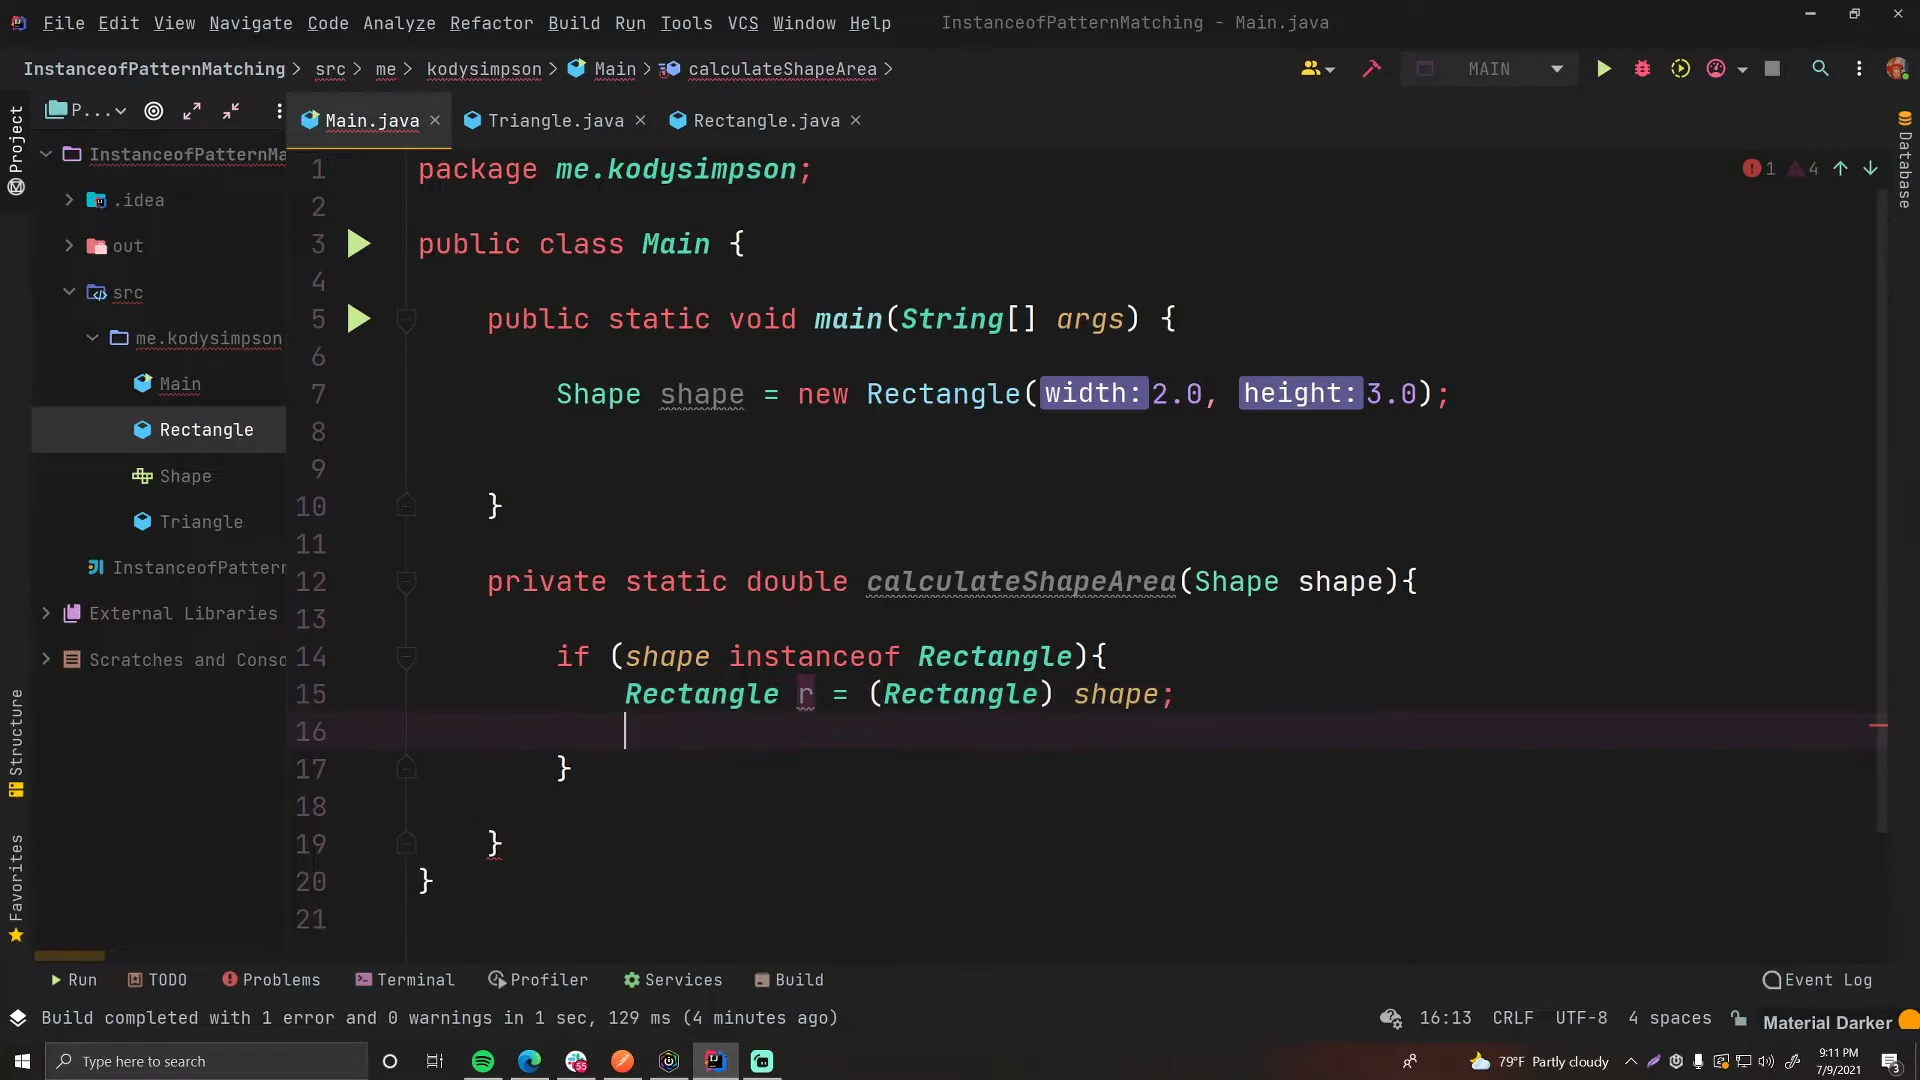 File Edit View Navigate Code Analyze Refactor Build Run Tools VCS Window Help InstanceofPatternMatching - Main.java
InstanceofPatternMatching src me kodysimpson Main calculateShapeArea MAIN
Project
P...
Main.java Triangle.java Rectangle.java
Database
InstanceofPatternMa
.idea
out
src
me.kodysimpson
Main
Rectangle
Shape
Triangle
InstanceofPatterr
External Libraries
Scratches and Conso
Structure
Favorites
1 package me.kodysimpson; 1 4
2
3 public class Main {
4
5 public static void main(String[] args) {
6
7 Shape shape = new Rectangle(width: 2.0, height: 3.0);
8
9
10 }
11
12 private static double calculateShapeArea(Shape shape){
13
14 if (shape instanceof Rectangle){
15 Rectangle r = (Rectangle) shape;
16
17 }
18
19 }
20 }
21
Run TODO Problems Terminal Profiler Services Build Event Log
Build completed with 1 error and 0 warnings in 1 sec, 129 ms (4 minutes ago) 16:13 CRLF UTF-8 4 spaces Material Darker
Type here to search 55 79°F Partly cloudy 9:11 PM
7/9/2021 3